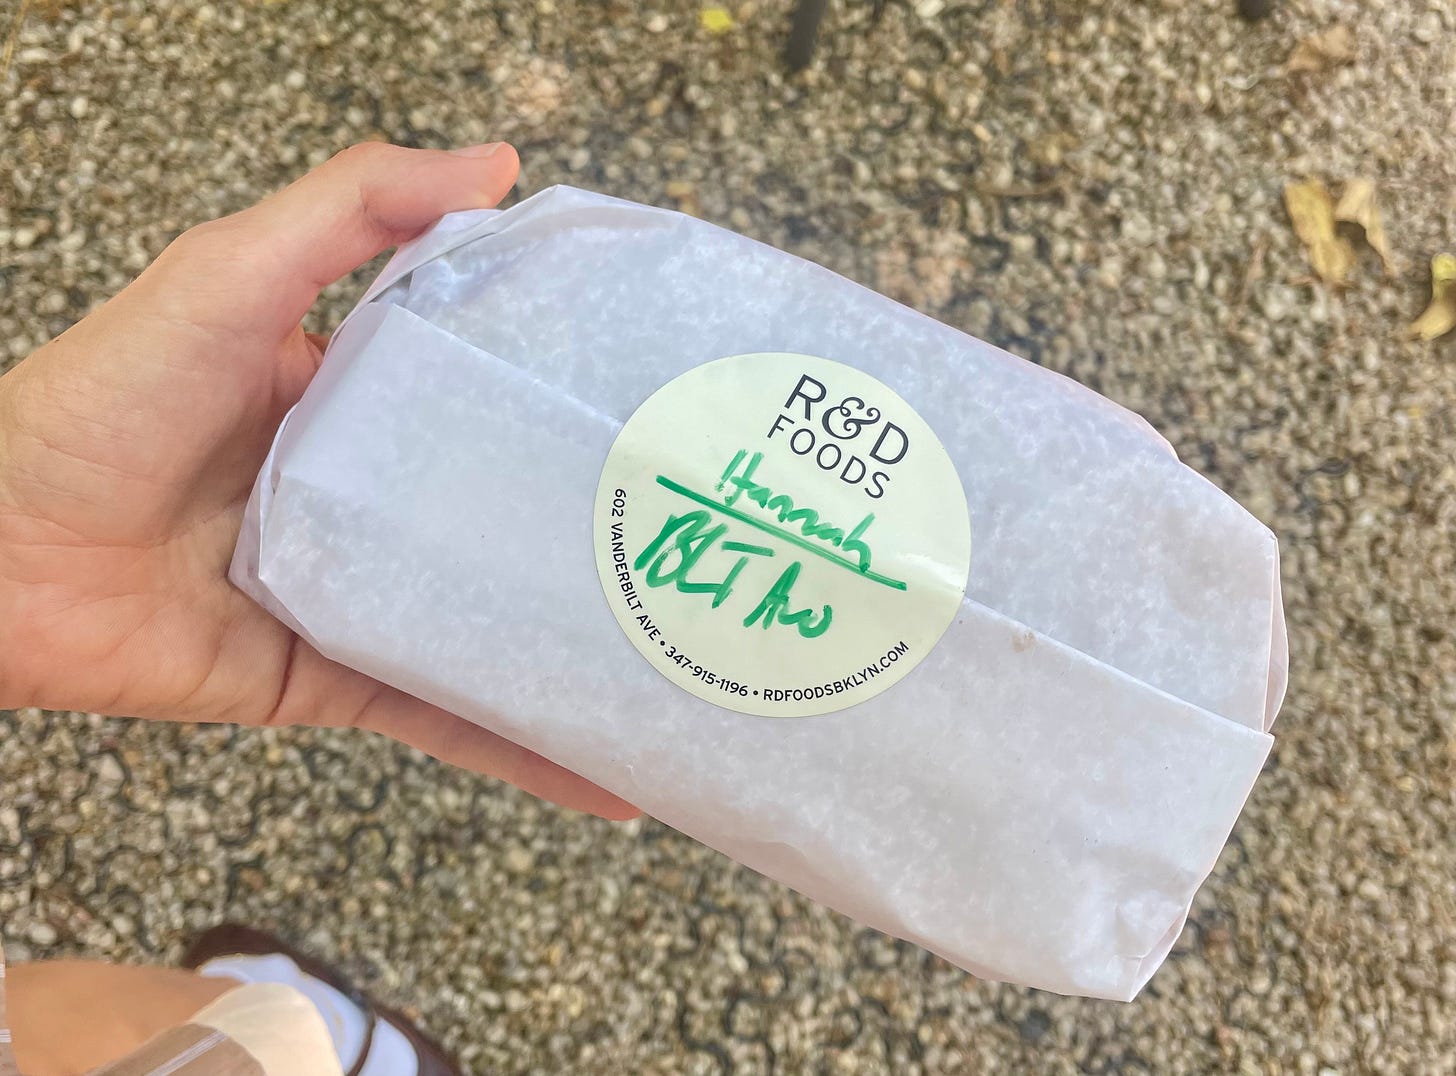 R&D
FOODS
Hannah
BLT Avo
602 VANDERBILT AVE • 347-915-1196 • RDFOODSBKLYN.COM